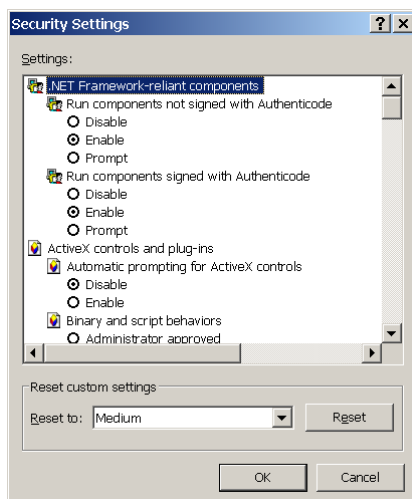 Security Settings
Settings:
.NET Framework-reliant components
Run components not signed with Authenticode
Disable
Enable
Prompt
Run components signed with Authenticode
Disable
Enable
Prompt
ActiveX controls and plug-ins
Automatic prompting for ActiveX controls
Disable
Enable
Binary and script behaviors
Administrator approved
Reset custom settings
Reset to: Medium Reset
OK Cancel